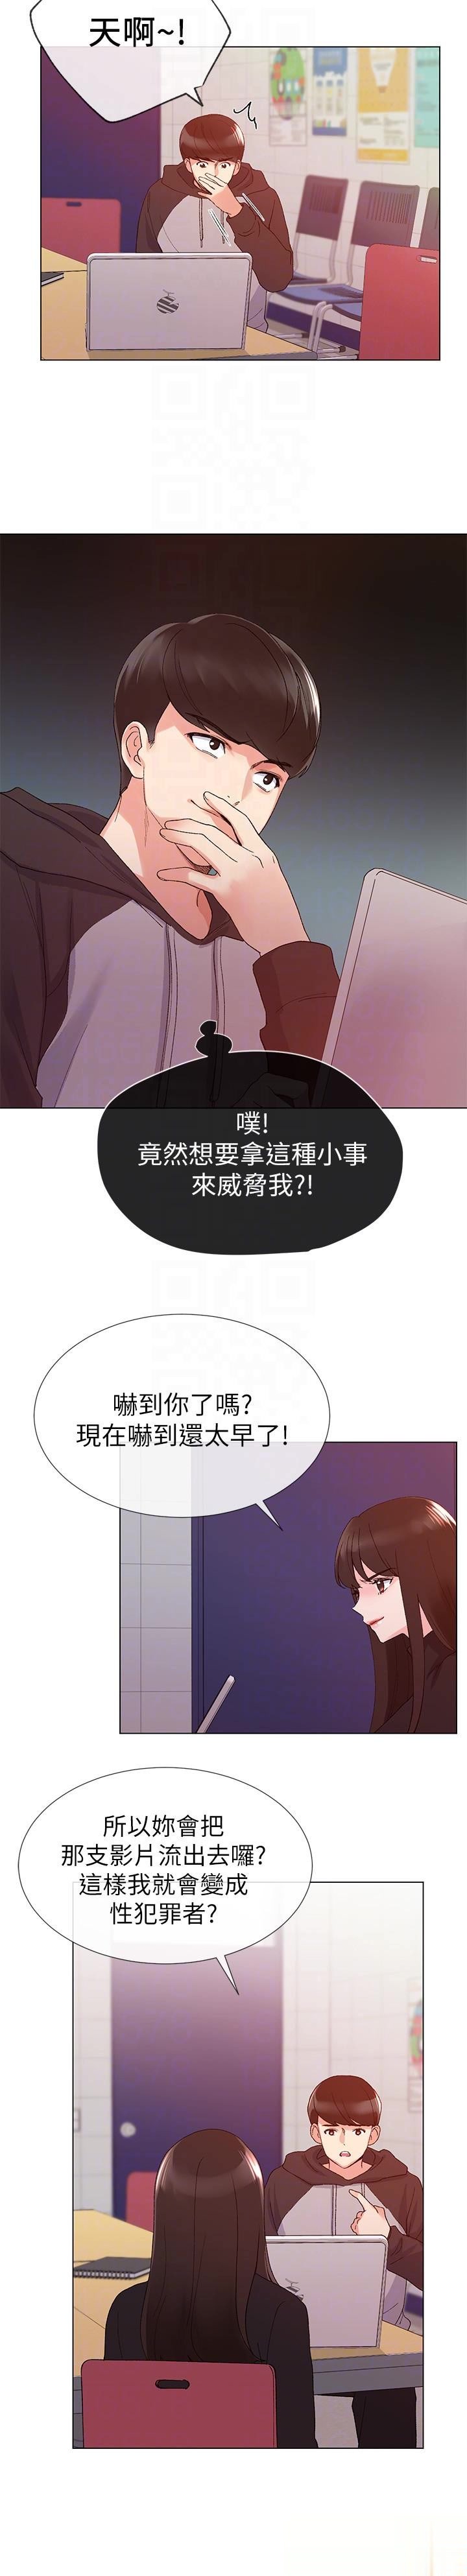 天啊~!
噗!
竟然想要拿這種小事
來威脅我?!
嚇到你了嗎?
現在嚇到還太早了!
所以妳會把
那支影片流出去囉?
這樣我就會變成
性犯罪者?